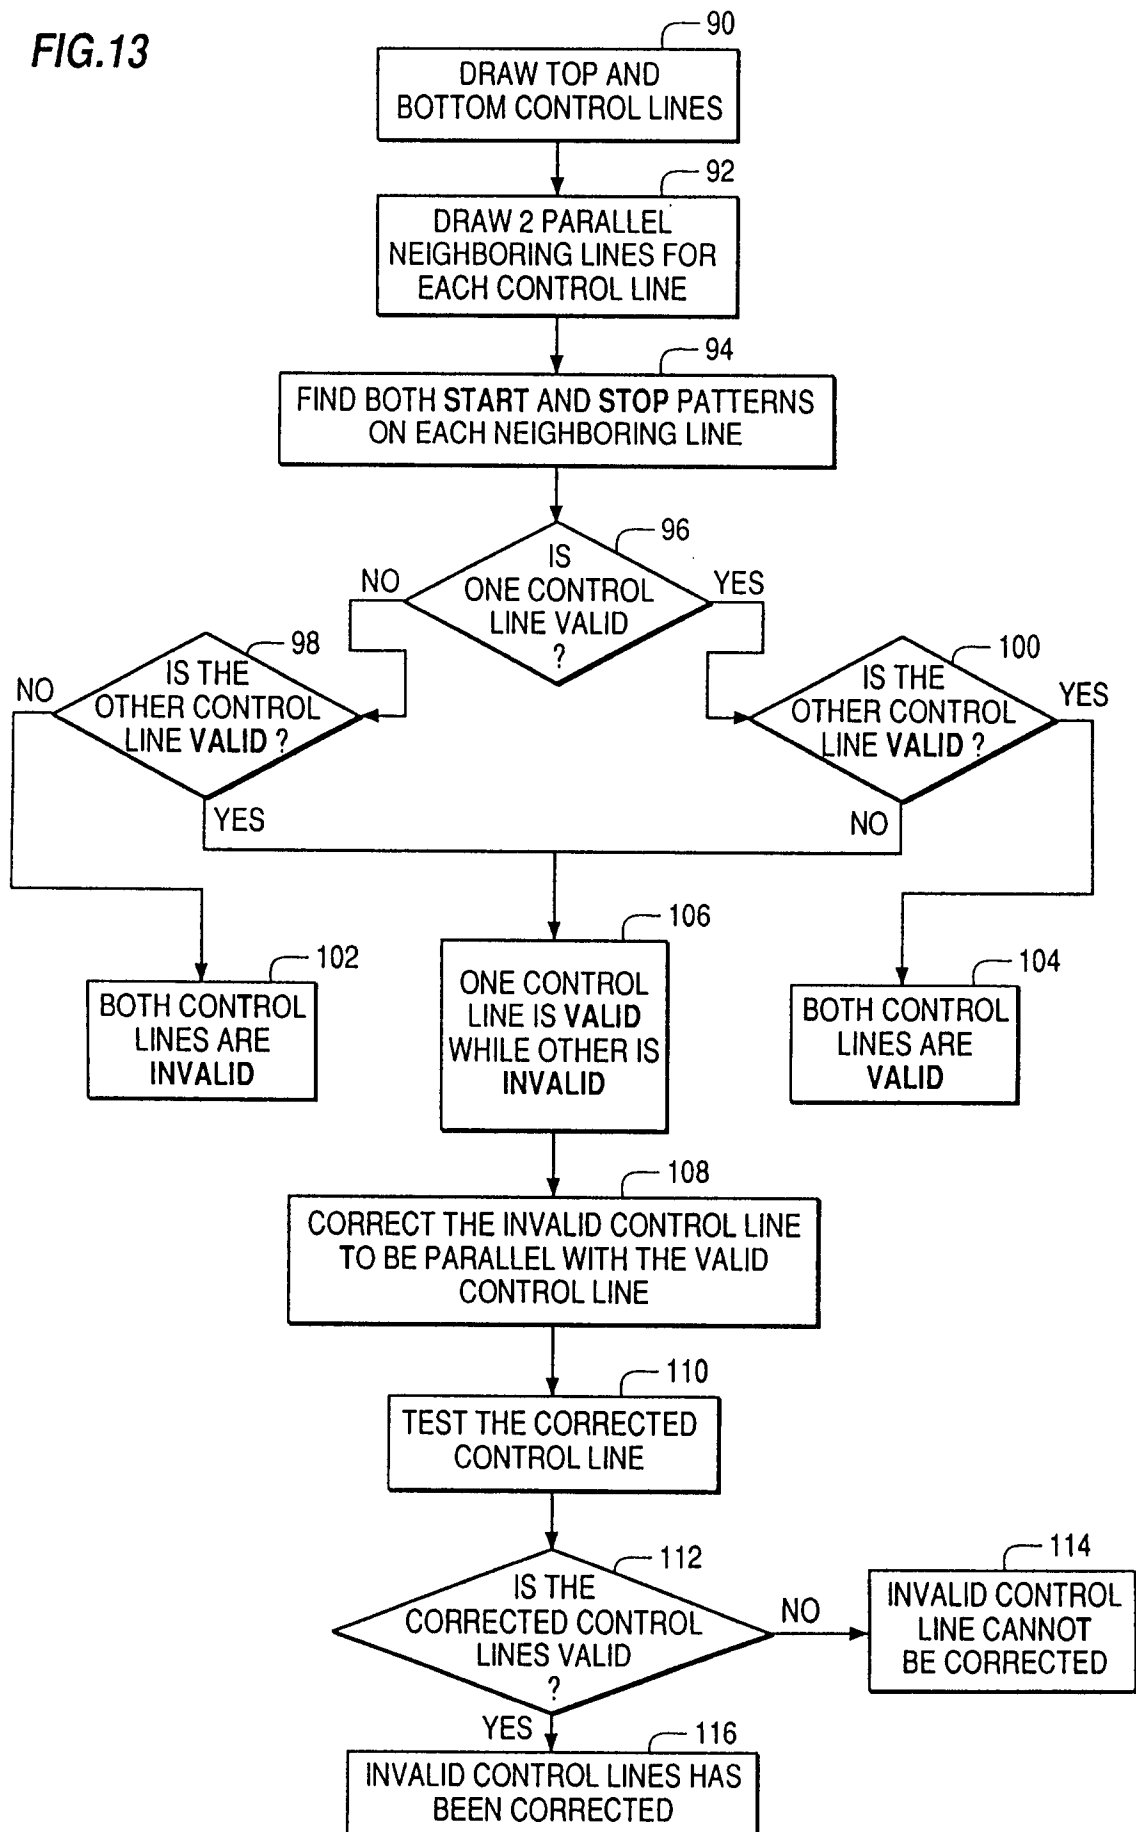 FIG.13
90
DRAW TOP AND
BOTTOM CONTROL LINES
92
DRAW 2 PARALLEL
NEIGHBORING LINES FOR
EACH CONTROL LINE
94
FIND BOTH START AND STOP PATTERNS
ON EACH NEIGHBORING LINE
96
IS
ONE CONTROL
LINE VALID
?
NO
YES
98
IS THE
OTHER CONTROL
LINE VALID ?
NO
YES
100
IS THE
OTHER CONTROL
LINE VALID ?
YES
NO
102
BOTH CONTROL
LINES ARE
INVALID
106
ONE CONTROL
LINE IS VALID
WHILE OTHER IS
INVALID
104
BOTH CONTROL
LINES ARE
VALID
108
CORRECT THE INVALID CONTROL LINE
TO BE PARALLEL WITH THE VALID
CONTROL LINE
110
TEST THE CORRECTED
CONTROL LINE
112
IS THE
CORRECTED CONTROL
LINES VALID
?
NO
114
INVALID CONTROL
LINE CANNOT
BE CORRECTED
YES
116
INVALID CONTROL LINES HAS
BEEN CORRECTED